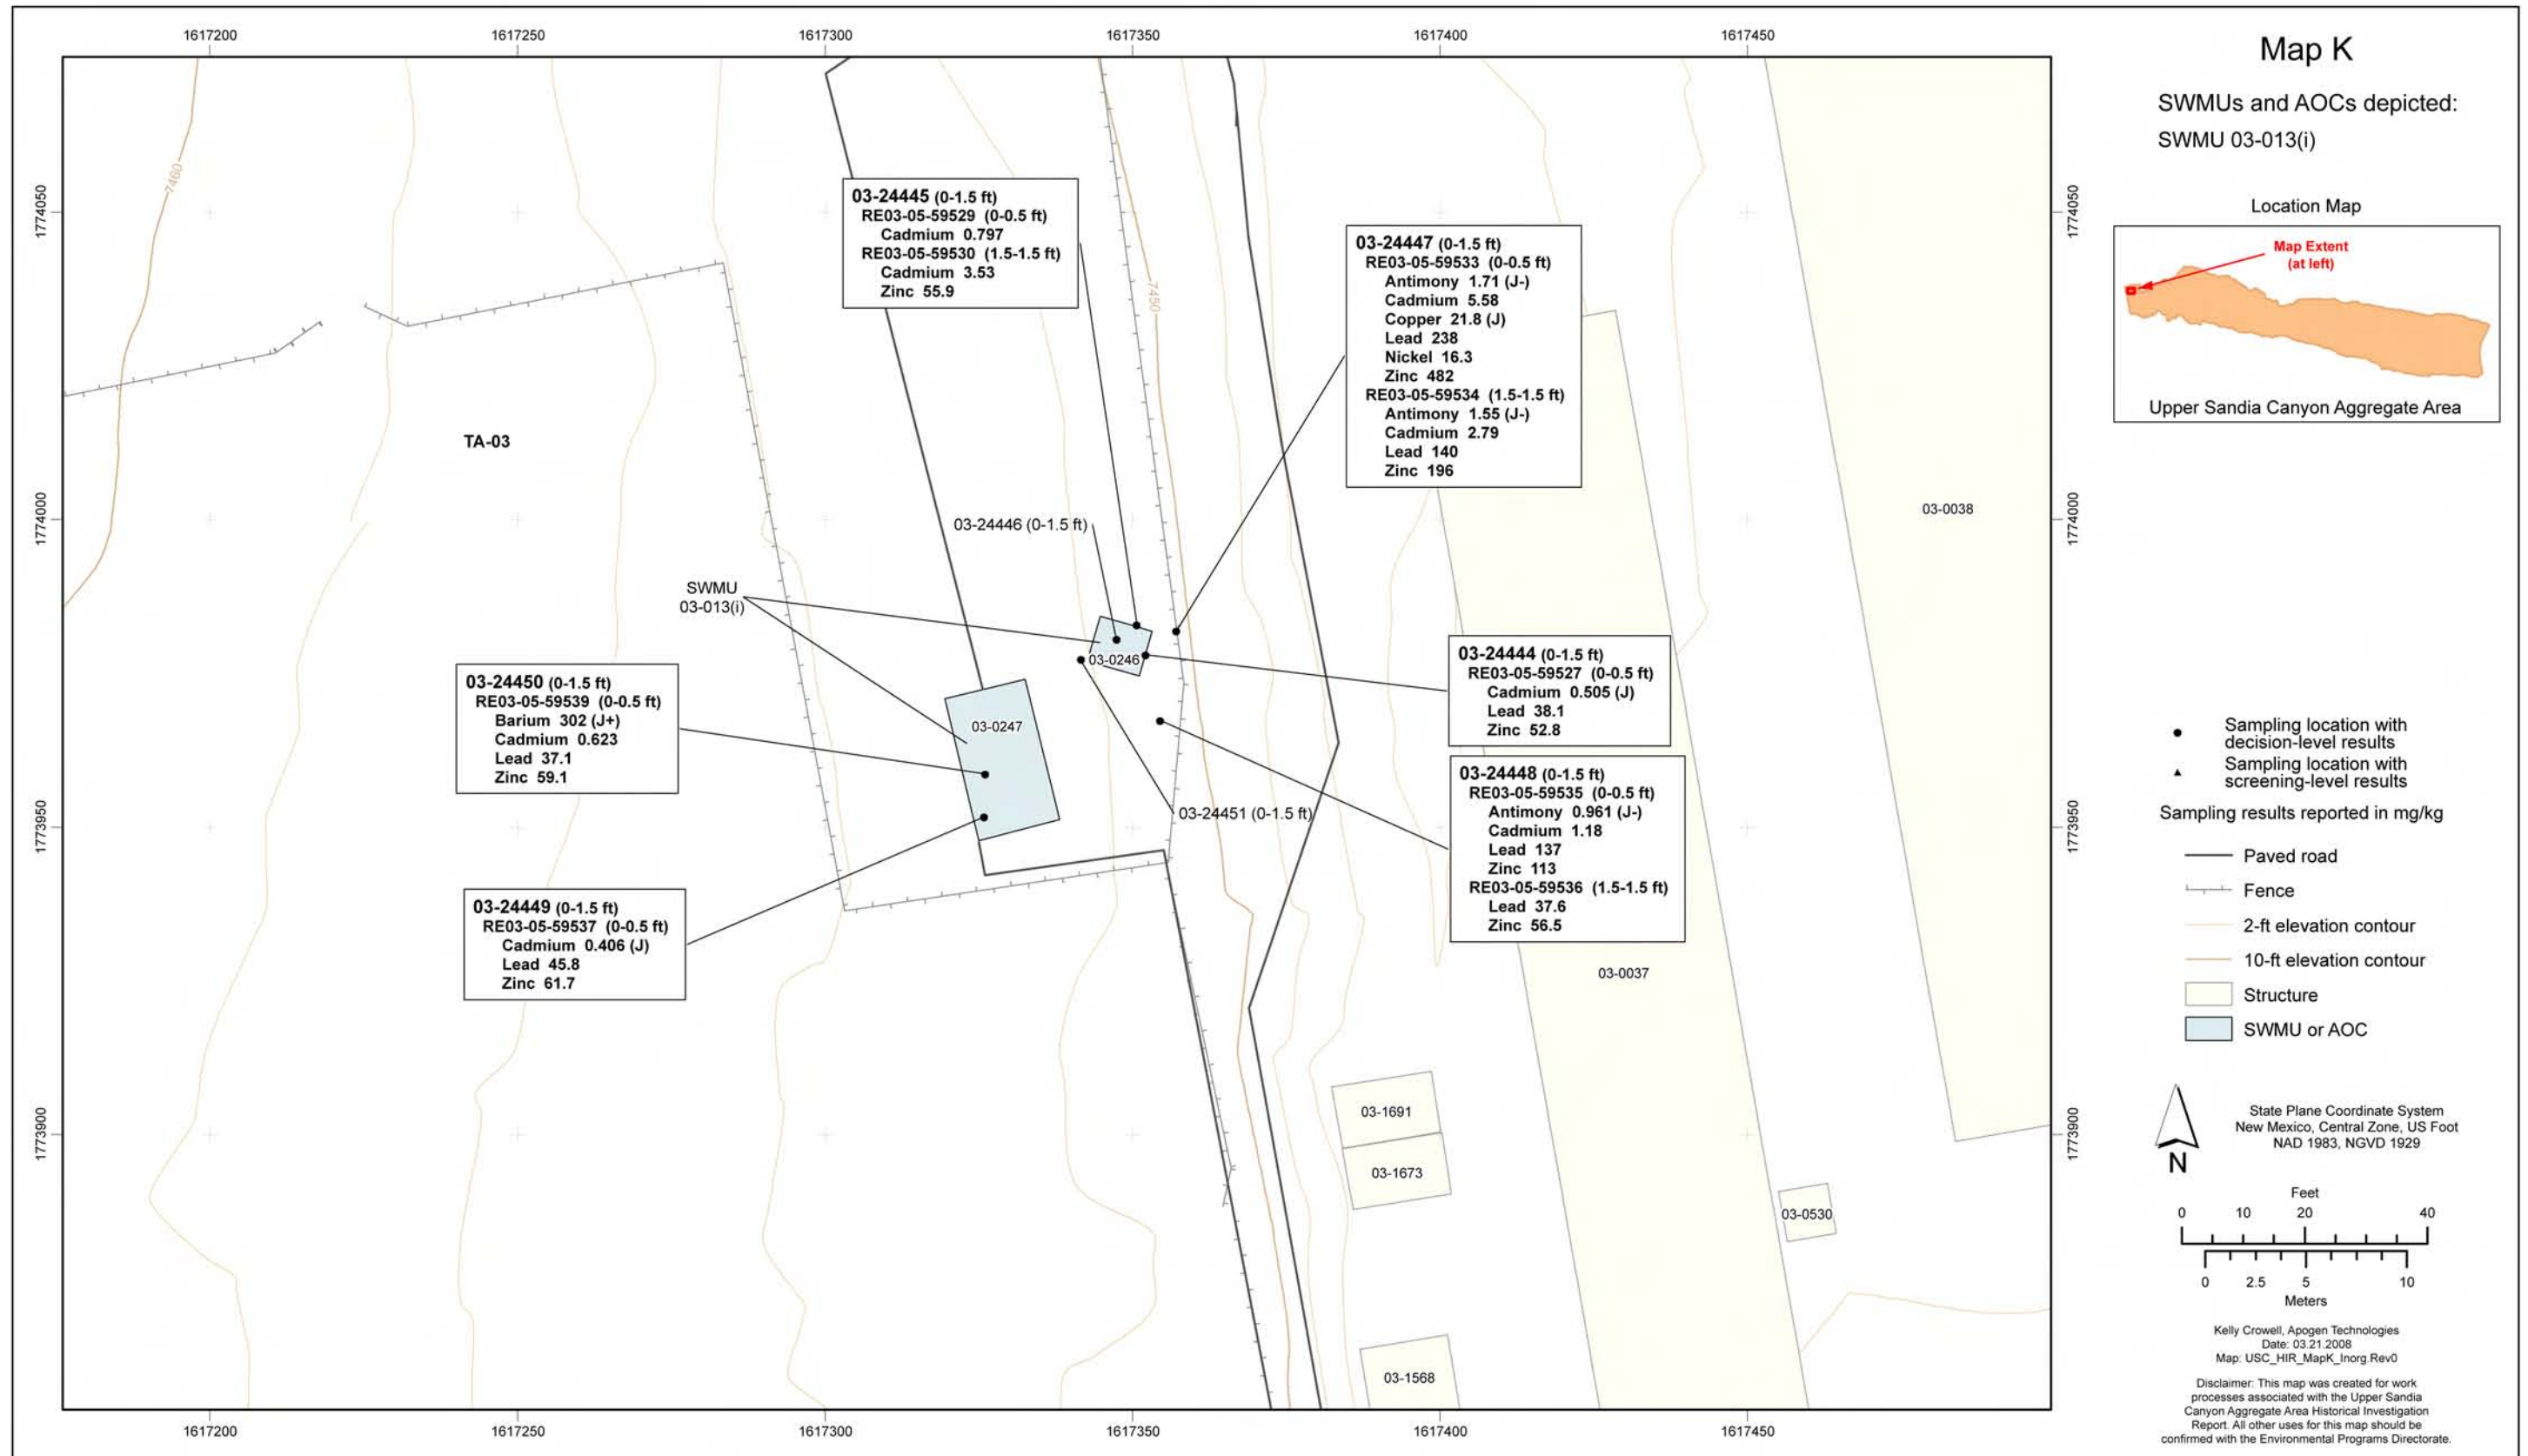 1617200 1617250 1617300 1617350 1617400 1617450
Map K
SWMUs and AOCs depicted:
SWMU 03-013(i)
Location Map
Map Extent
(at left)
Upper Sandia Canyon Aggregate Area
7460
1774050
1774000
1773950
1773900
TA-03
03-24445 (0-1.5 ft)
RE03-05-59529 (0-0.5 ft)
Cadmium 0.797
RE03-05-59530 (1.5-1.5 ft)
Cadmium 3.53
Zinc 55.9
7450
03-24447 (0-1.5 ft)
RE03-05-59533 (0-0.5 ft)
Antimony 1.71 (J-)
Cadmium 5.58
Copper 21.8 (J)
Lead 238
Nickel 16.3
Zinc 482
RE03-05-59534 (1.5-1.5 ft)
Antimony 1.55 (J-)
Cadmium 2.79
Lead 140
Zinc 196
1774050
1774000
1773950
1773900
03-0038
03-24446 (0-1.5 ft)
SWMU
03-013(i)
03-0246
03-0247
03-24444 (0-1.5 ft)
RE03-05-59527 (0-0.5 ft)
Cadmium 0.505 (J)
Lead 38.1
Zinc 52.8
03-24450 (0-1.5 ft)
RE03-05-59539 (0-0.5 ft)
Barium 302 (J+)
Cadmium 0.623
Lead 37.1
Zinc 59.1
03-24451 (0-1.5 ft)
03-24448 (0-1.5 ft)
RE03-05-59535 (0-0.5 ft)
Antimony 0.961 (J-)
Cadmium 1.18
Lead 137
Zinc 113
RE03-05-59536 (1.5-1.5 ft)
Lead 37.6
Zinc 56.5
03-24449 (0-1.5 ft)
RE03-05-59537 (0-0.5 ft)
Cadmium 0.406 (J)
Lead 45.8
Zinc 61.7
03-0037
03-1691
03-1673
03-0530
03-1568
Sampling location with
decision-level results
Sampling location with
screening-level results
Sampling results reported in mg/kg
Paved road
Fence
2-ft elevation contour
10-ft elevation contour
Structure
SWMU or AOC
N
State Plane Coordinate System
New Mexico, Central Zone, US Foot
NAD 1983, NGVD 1929
Feet
0 10 20 40
0 2.5 5 10
Meters
Kelly Crowell, Apogen Technologies
Date: 03.21.2008
Map: USC_HIR_MapK_Inorg.Rev0
Disclaimer: This map was created for work
processes associated with the Upper Sandia
Canyon Aggregate Area Historical Investigation
Report. All other uses for this map should be
confirmed with the Environmental Programs Directorate.
1617200 1617250 1617300 1617350 1617400 1617450